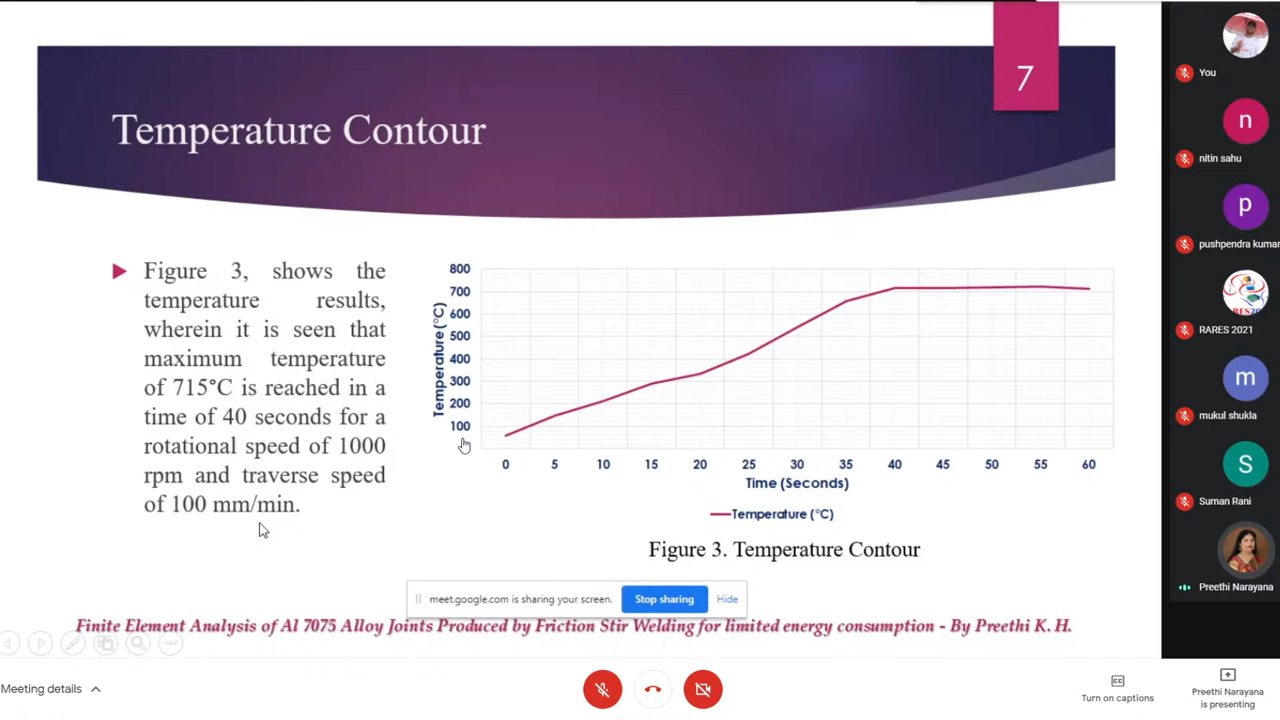 7
Temperature Contour
Figure 3, shows the
temperature results,
wherein it is seen that
maximum temperature
of 715°C is reached in a
time of 40 seconds for a
rotational speed of 1000
rpm and traverse speed
of 100 mm/min.
Temperature (°C)
800
700
600
500
400
300
200
100
0 5 10 15 20 25 30 35 40 45 50 55 60
Time (Seconds)
Temperature (°C)
Figure 3. Temperature Contour
meet.google.com is sharing your screen. Stop sharing Hide
Finite Element Analysis of Al 7075 Alloy Joints Produced by Friction Stir Welding for limited energy consumption - By Preethi K. H.
You
n
nitin sahu
p
pushpendra kumar
RARES 2021
m
mukul shukla
S
Suman Rani
Preethi Narayana
Meeting details
CC
Turn on captions
Preethi Narayana
is presenting